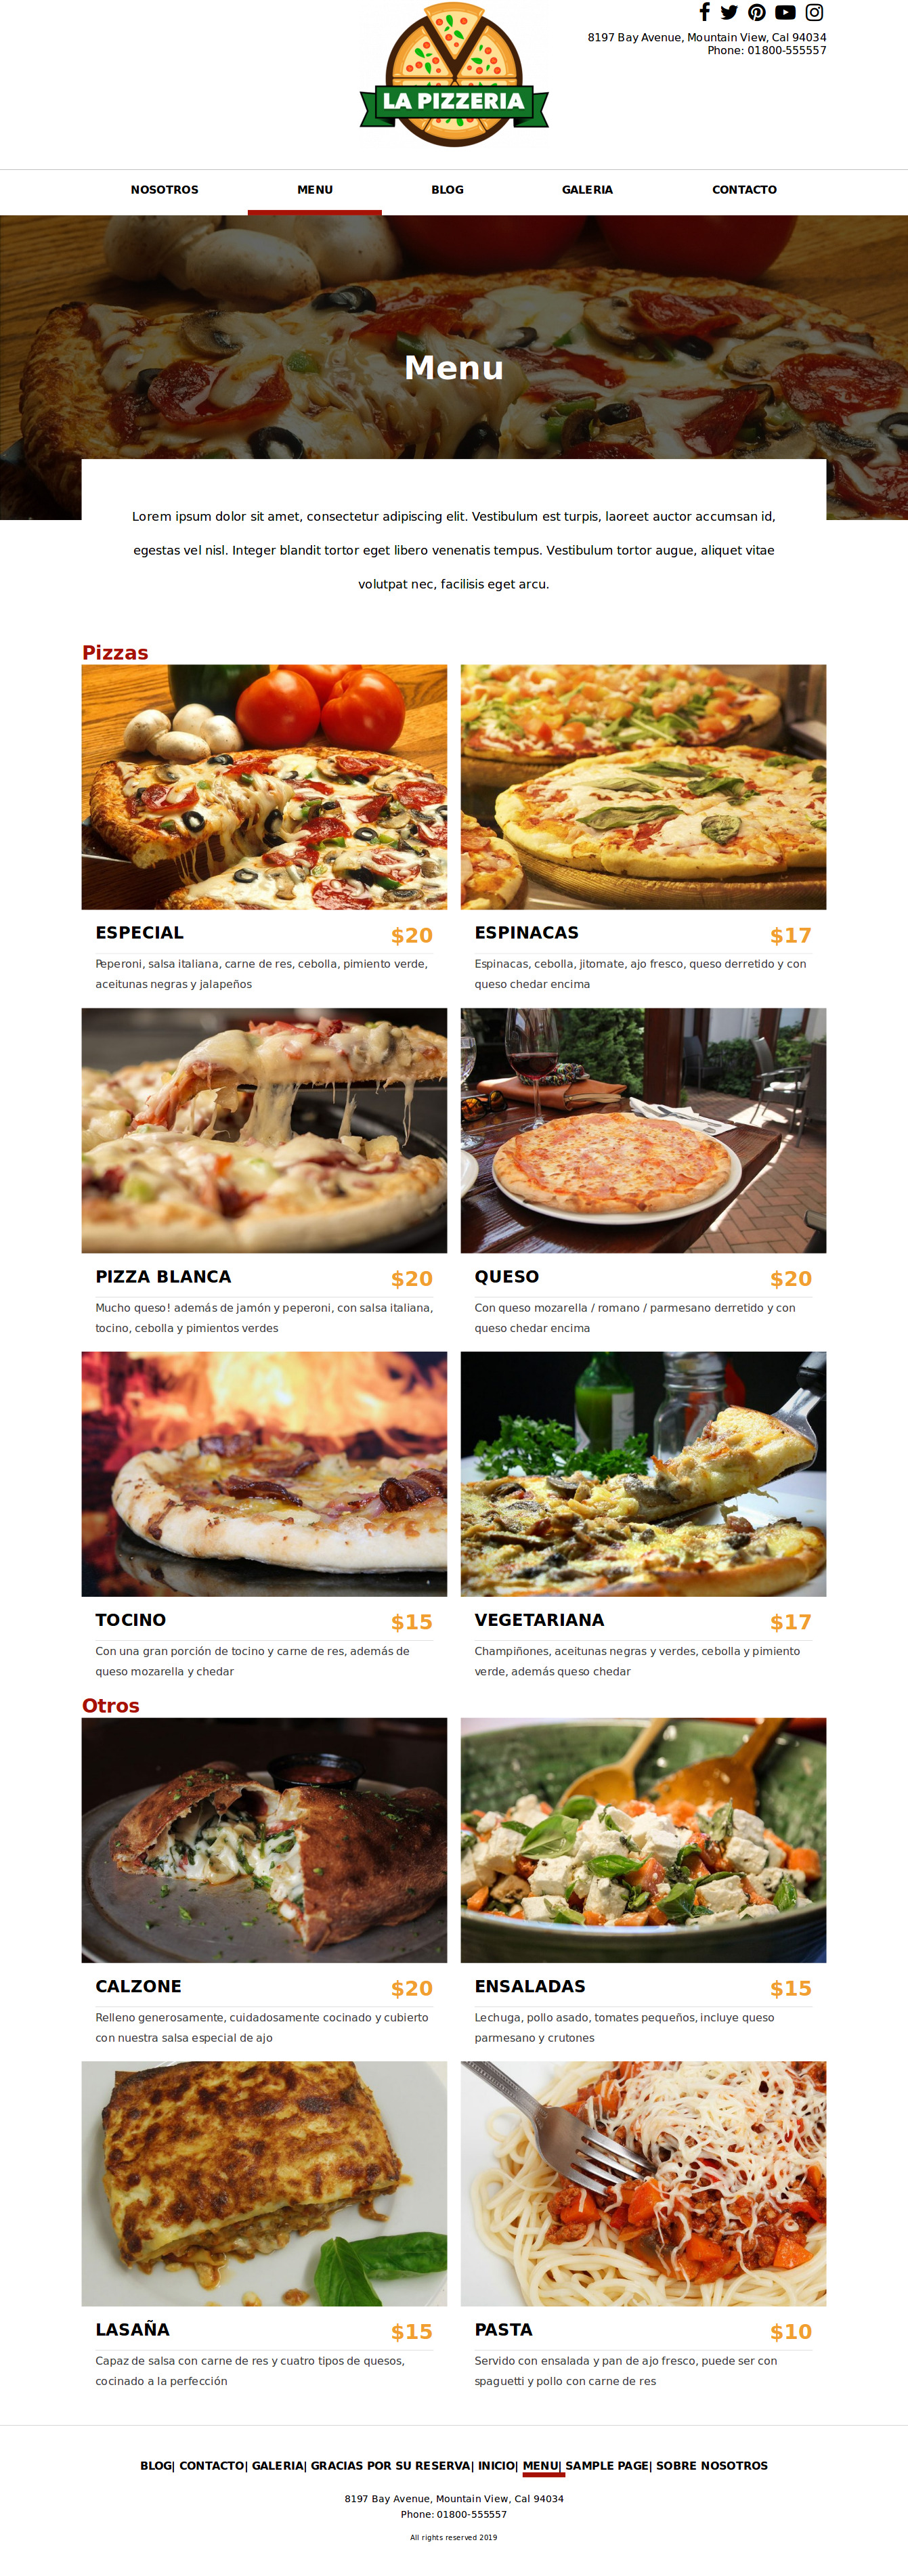 LA PIZZERIA
8197 Bay Avenue, Mountain View, Cal 94034
Phone: 01800-555557
NOSOTROS MENU BLOG GALERIA CONTACTO
Menu
Lorem ipsum dolor sit amet, consectetur adipiscing elit. Vestibulum est turpis, laoreet auctor accumsan id,
egestas vel nisl. Integer blandit tortor eget libero venenatis tempus. Vestibulum tortor augue, aliquet vitae
volutpat nec, facilisis eget arcu.
Pizzas
ESPECIAL $20
Peperoni, salsa italiana, carne de res, cebolla, pimiento verde,
aceitunas negras y jalapeños
ESPINACAS $17
Espinacas, cebolla, jitomate, ajo fresco, queso derretido y con
queso chedar encima
PIZZA BLANCA $20
Mucho queso! además de jamón y peperoni, con salsa italiana,
tocino, cebolla y pimientos verdes
QUESO $20
Con queso mozarella / romano / parmesano derretido y con
queso chedar encima
TOCINO $15
Con una gran porción de tocino y carne de res, además de
queso mozarella y chedar
VEGETARIANA $17
Champiñones, aceitunas negras y verdes, cebolla y pimiento
verde, además queso chedar
Otros
CALZONE $20
Relleno generosamente, cuidadosamente cocinado y cubierto
con nuestra salsa especial de ajo
ENSALADAS $15
Lechuga, pollo asado, tomates pequeños, incluye queso
parmesano y crutones
LASAÑA $15
Capaz de salsa con carne de res y cuatro tipos de quesos,
cocinado a la perfección
PASTA $10
Servido con ensalada y pan de ajo fresco, puede ser con
spaguetti y pollo con carne de res
BLOG| CONTACTO| GALERIA| GRACIAS POR SU RESERVA| INICIO| MENU| SAMPLE PAGE| SOBRE NOSOTROS
8197 Bay Avenue, Mountain View, Cal 94034
Phone: 01800-555557
All rights reserved 2019